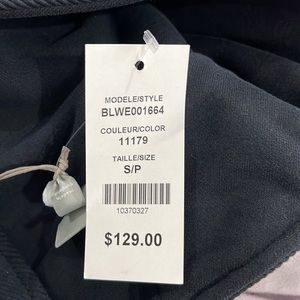 MODELE/STYLE
BLWE001664
COULEUR/COLOR
11179
TAILLE/SIZE
S/P
10370327
$129.00